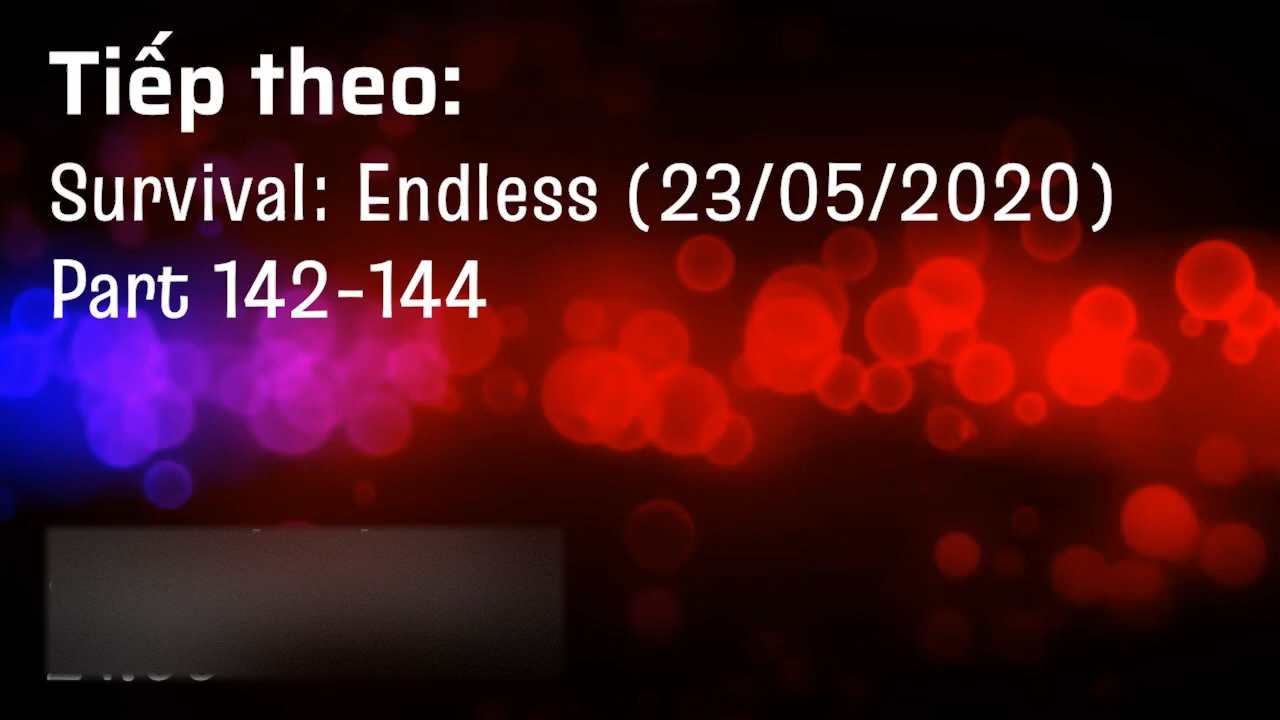 Tiếp theo:
Survival: Endless (23/05/2020)
Part 142-144